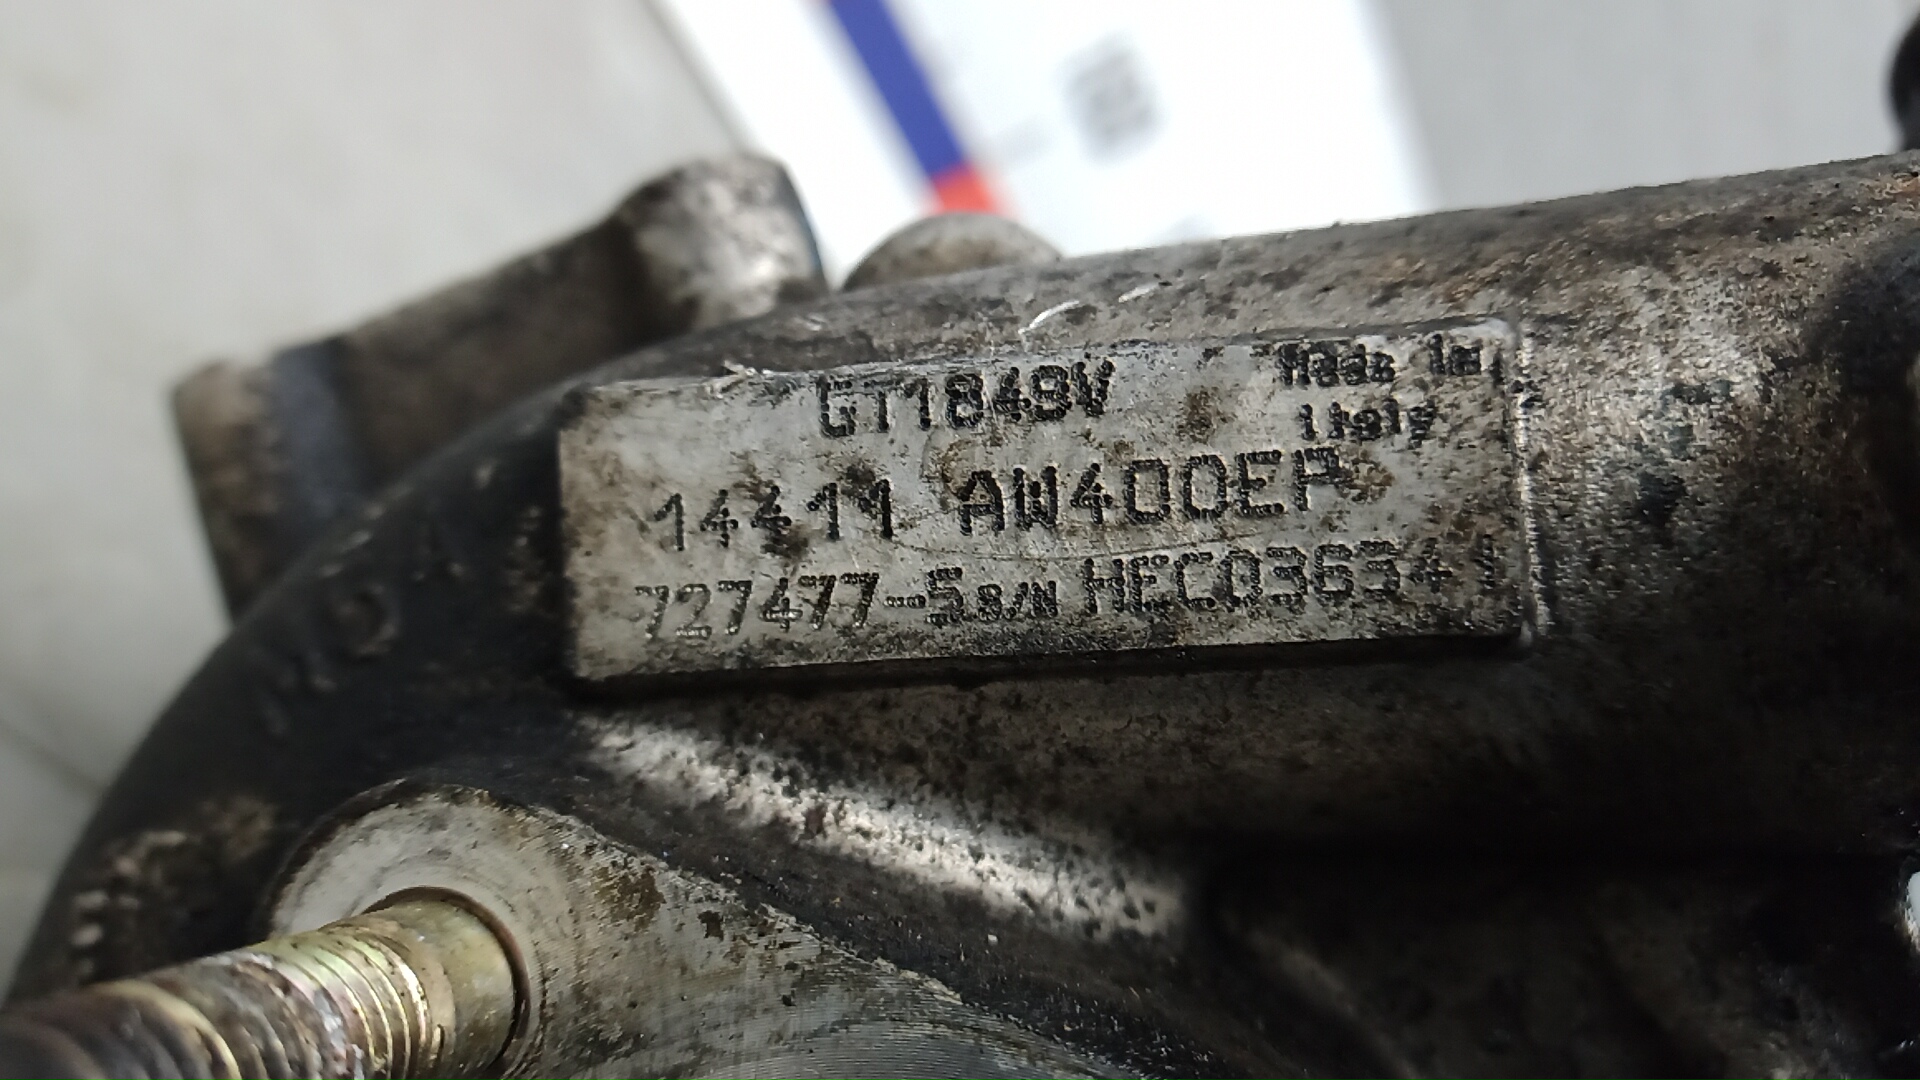 GT1849V
Made in
Italy
14411 AW400EP
727477-5 S/N HEC03634